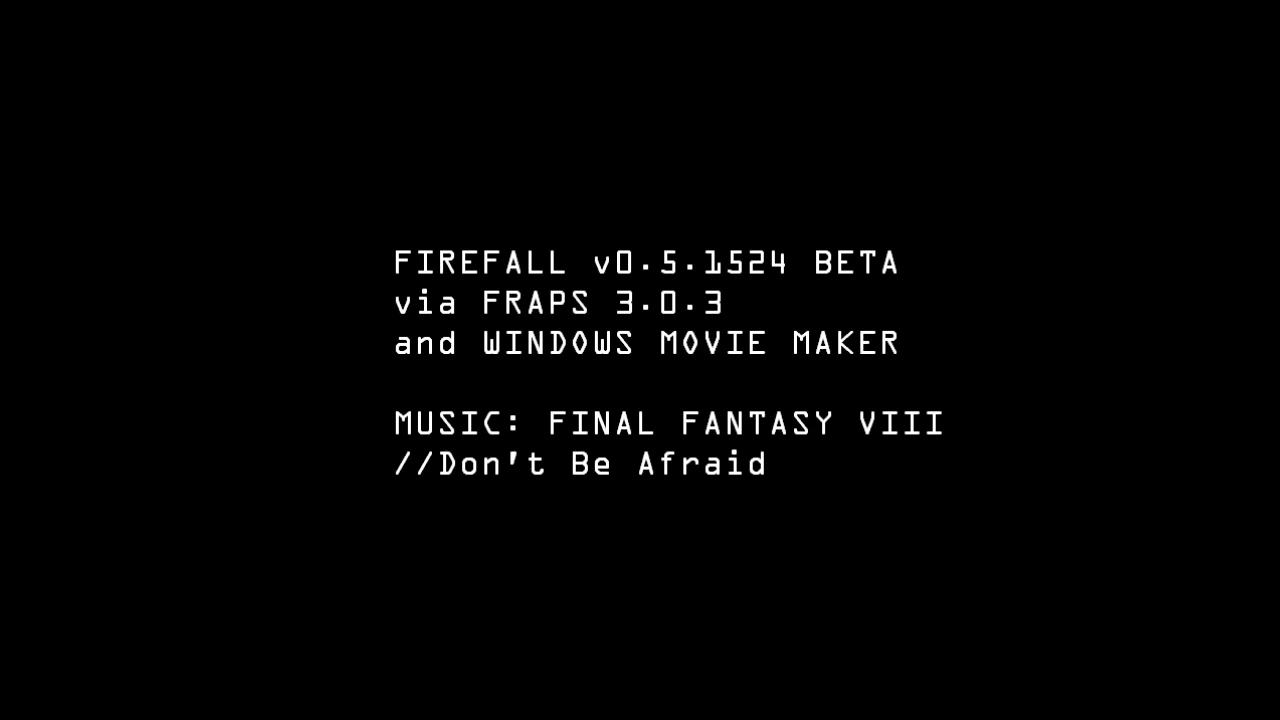 FIREFALL v0.5.1524 BETA
via FRAPS 3.0.3
and WINDOWS MOVIE MAKER
MUSIC: FINAL FANTASY VIII
//Don't Be Afraid